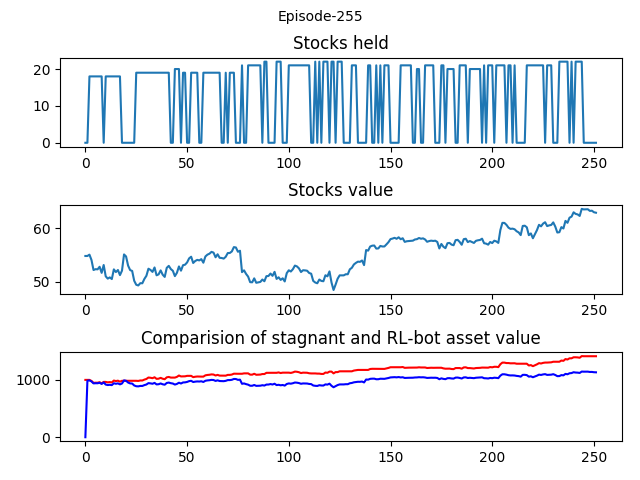 Episode-255
Stocks held
20
10
0
0 50 100 150 200 250
Stocks value
60
50
0 50 100 150 200 250
Comparision of stagnant and RL-bot asset value
1000
0
0 50 100 150 200 250